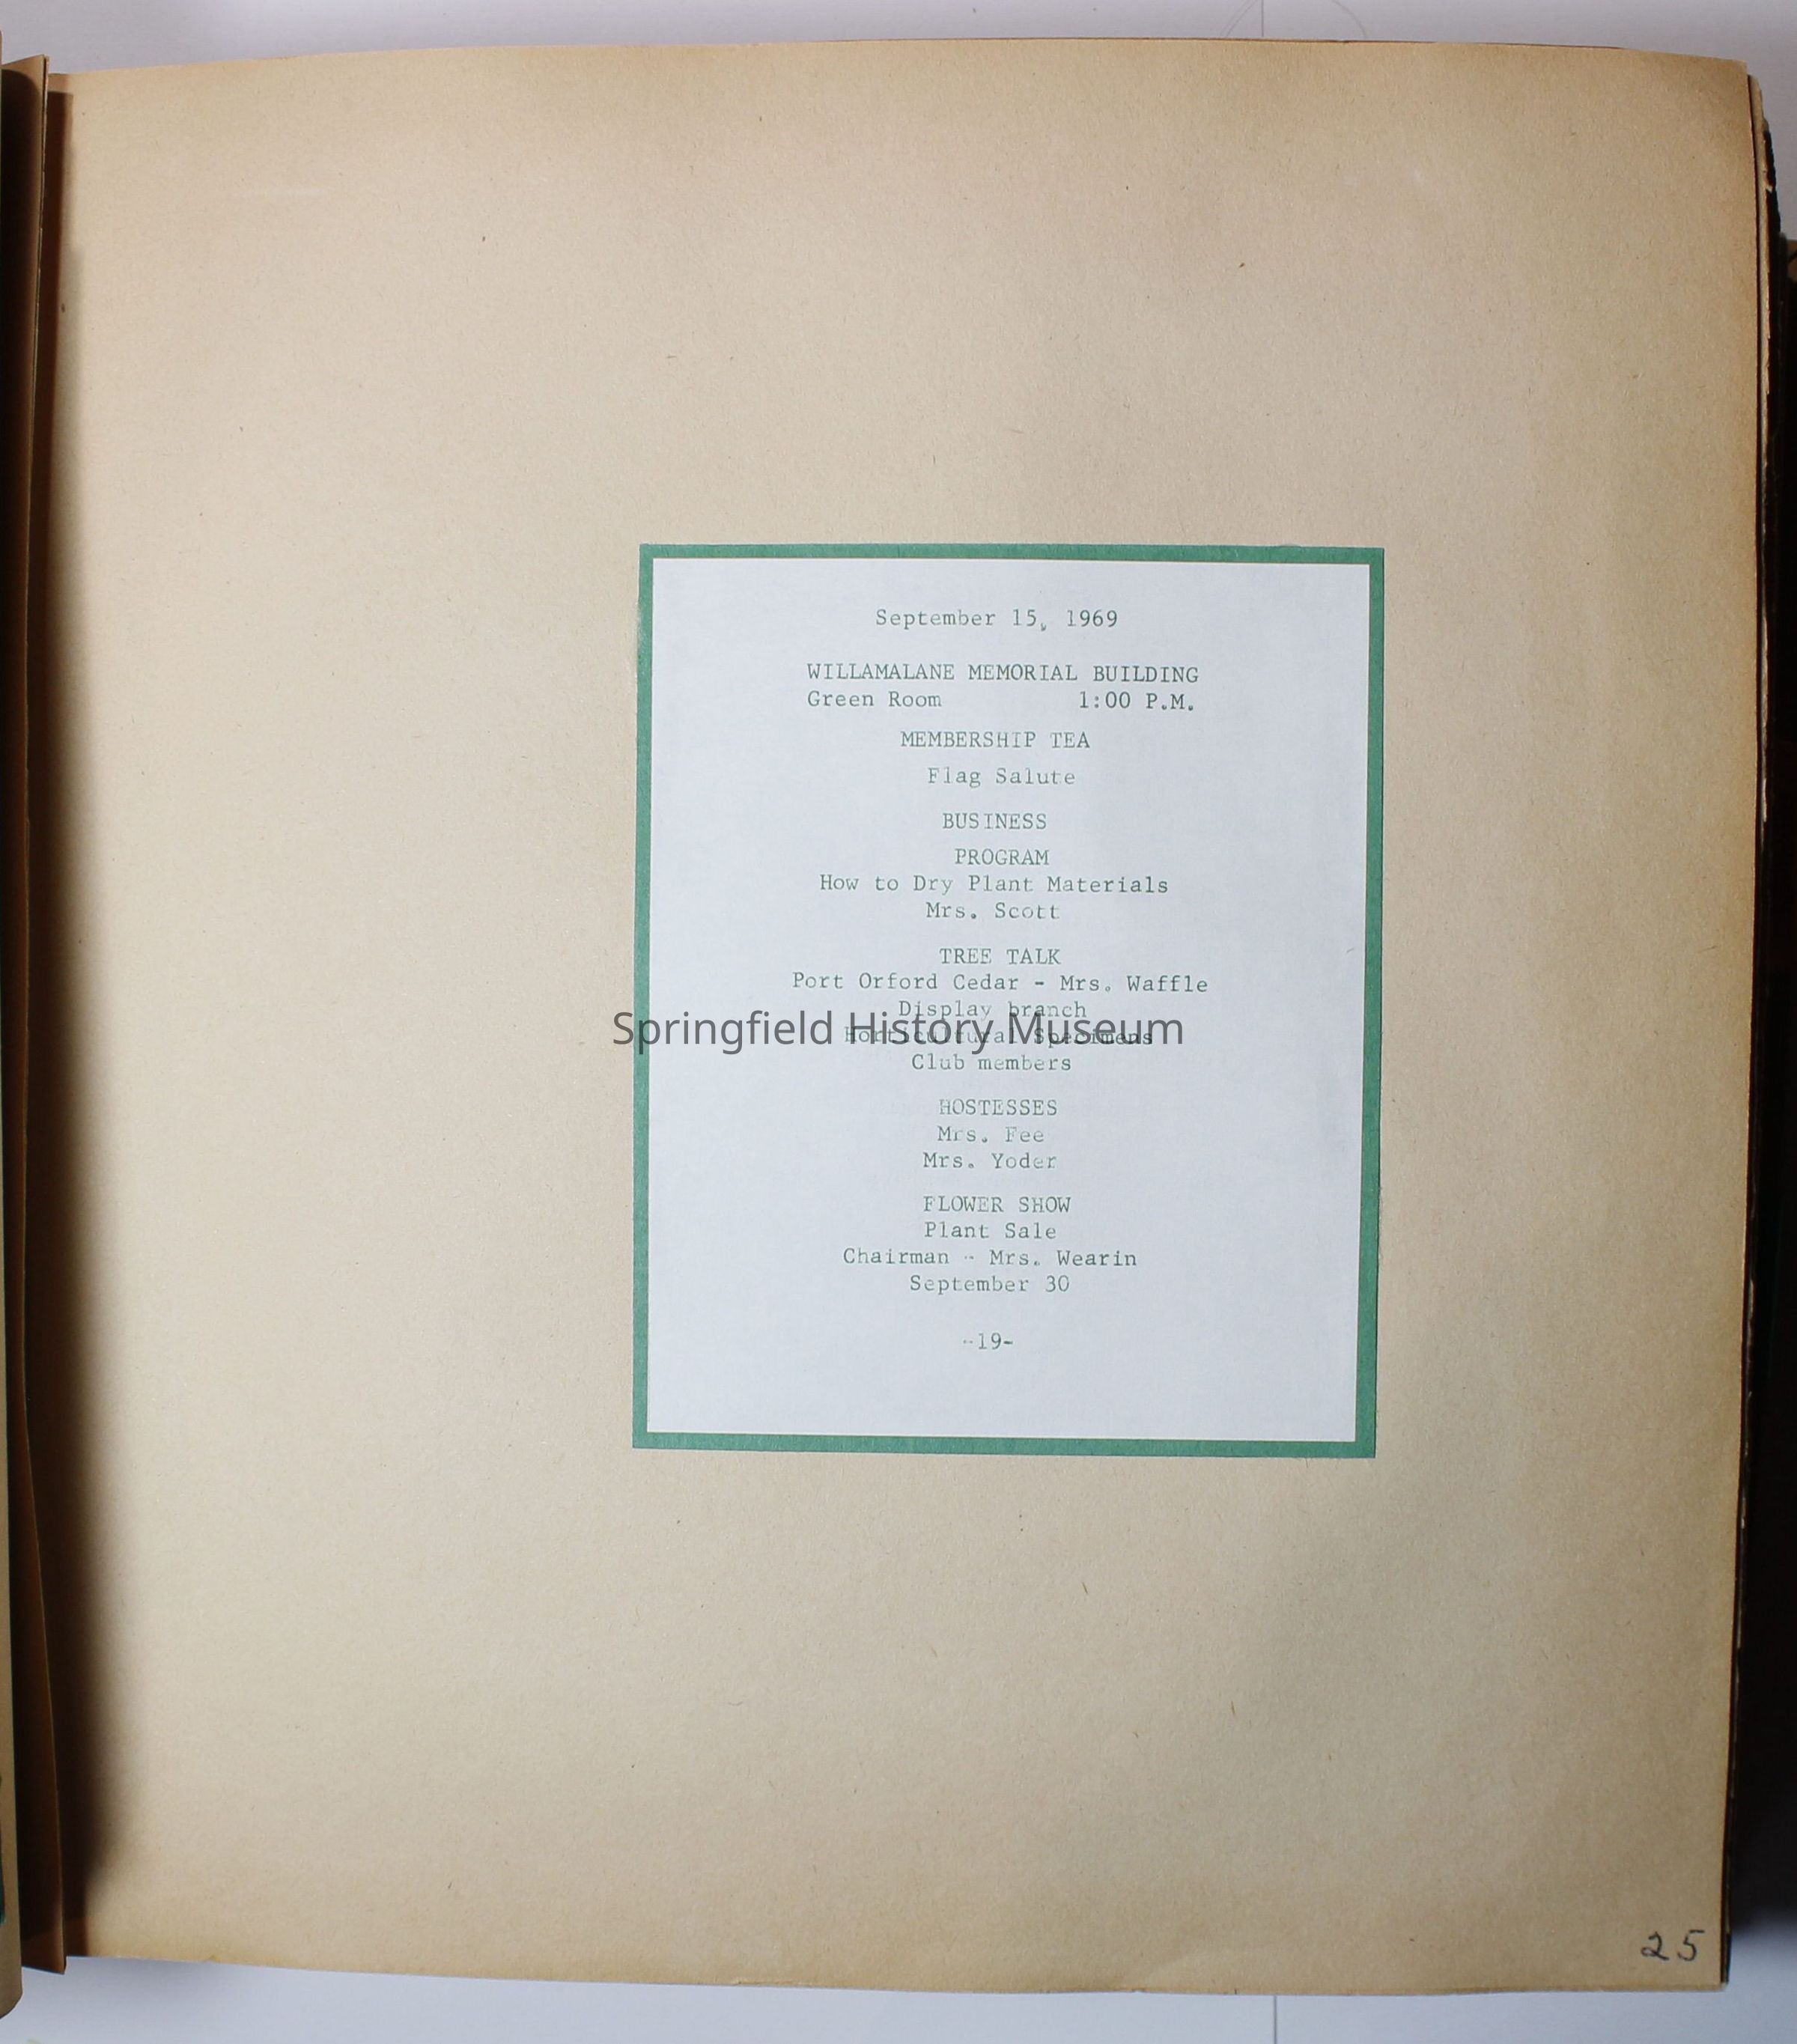 September 15, 1969
WILLAMALANE MEMORIAL BUILDING
Green Room 1:00 P.M.
MEMBERSHIP TEA
Flag Salute
BUSINESS
PROGRAM
How to Dry Plant Materials
Mrs. Scott
TREE TALK
Port Orford Cedar - Mrs. Waffle
Display branch
Springfield History Museum
Horticultural Specimens
Club members
HOSTESSES
Mrs. Fee
Mrs. Yoder
FLOWER SHOW
Plant Sale
Chairman - Mrs. Wearin
September 30
-19-
25